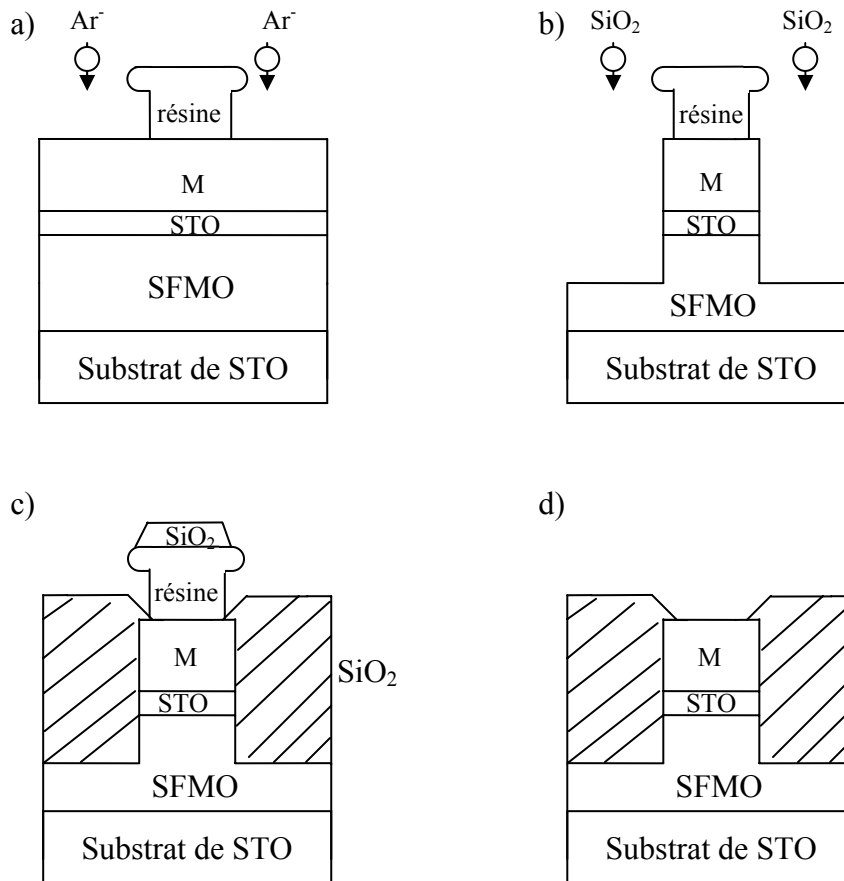 a)
Ar⁻ Ar⁻
résine
M
STO
SFMO
Substrat de STO
b)
SiO₂ SiO₂
résine
M
STO
SFMO
Substrat de STO
c)
SiO₂
résine
M
STO
SiO₂
SFMO
Substrat de STO
d)
M
STO
SFMO
Substrat de STO